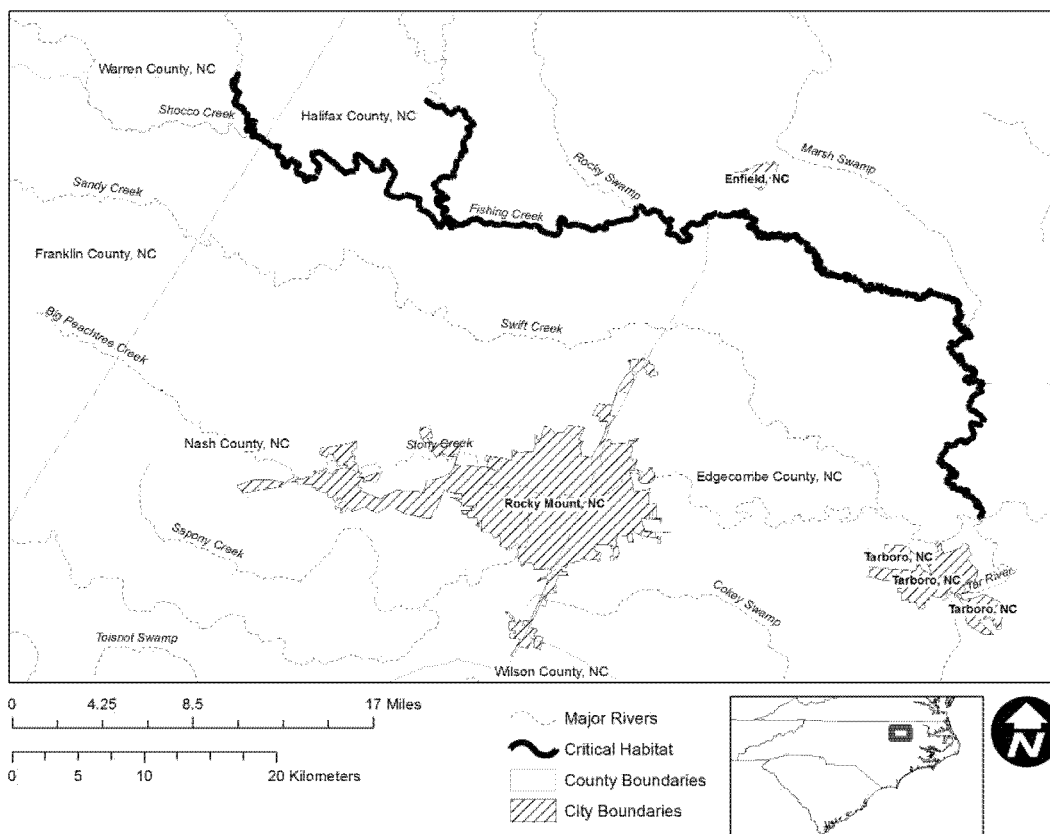 Warren County, NC
Shocco Creek
Halifax County, NC
Rocky Swamp
Marsh Swamp
Enfield, NC
Sandy Creek
Fishing Creek
Franklin County, NC
Big Peachtree Creek
Swift Creek
Nash County, NC
Stony Creek
Edgecombe County, NC
Rocky Mount, NC
Sapony Creek
Tarboro, NC
Tarboro, NC
Tar River
Tarboro, NC
Cokey Swamp
Toisnot Swamp
Wilson County, NC
0 4.25 8.5 17 Miles
0 5 10 20 Kilometers
Major Rivers
Critical Habitat
County Boundaries
City Boundaries
N